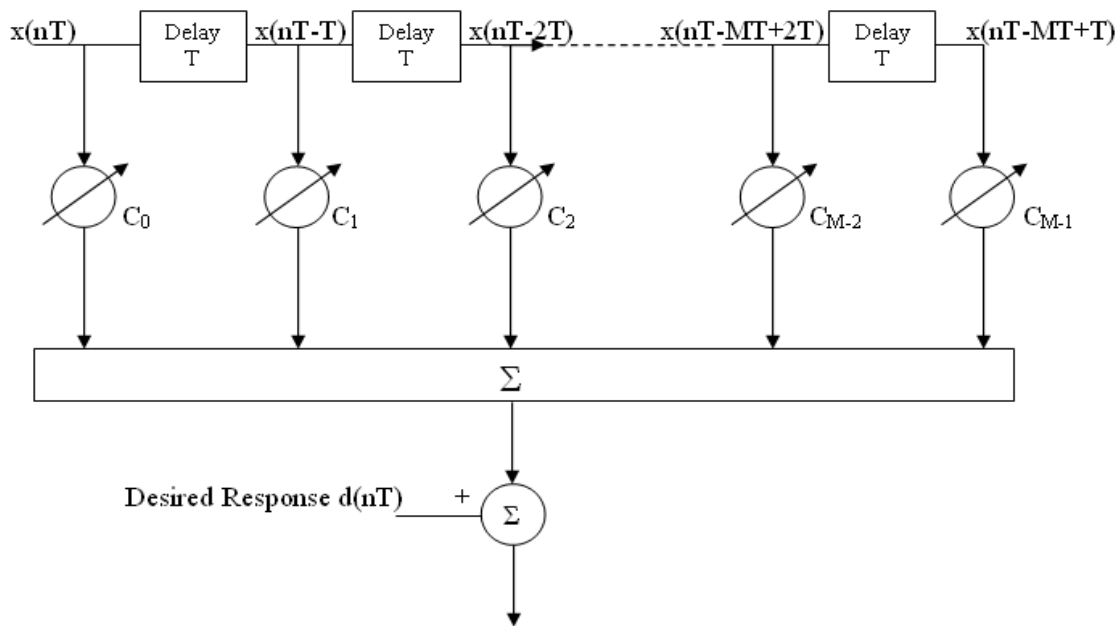 x(nT) Delay T x(nT-T) Delay T x(nT-2T) x(nT-MT+2T) Delay T x(nT-MT+T)
C0 C1 C2 CM-2 CM-1
Σ
Desired Response d(nT) + Σ